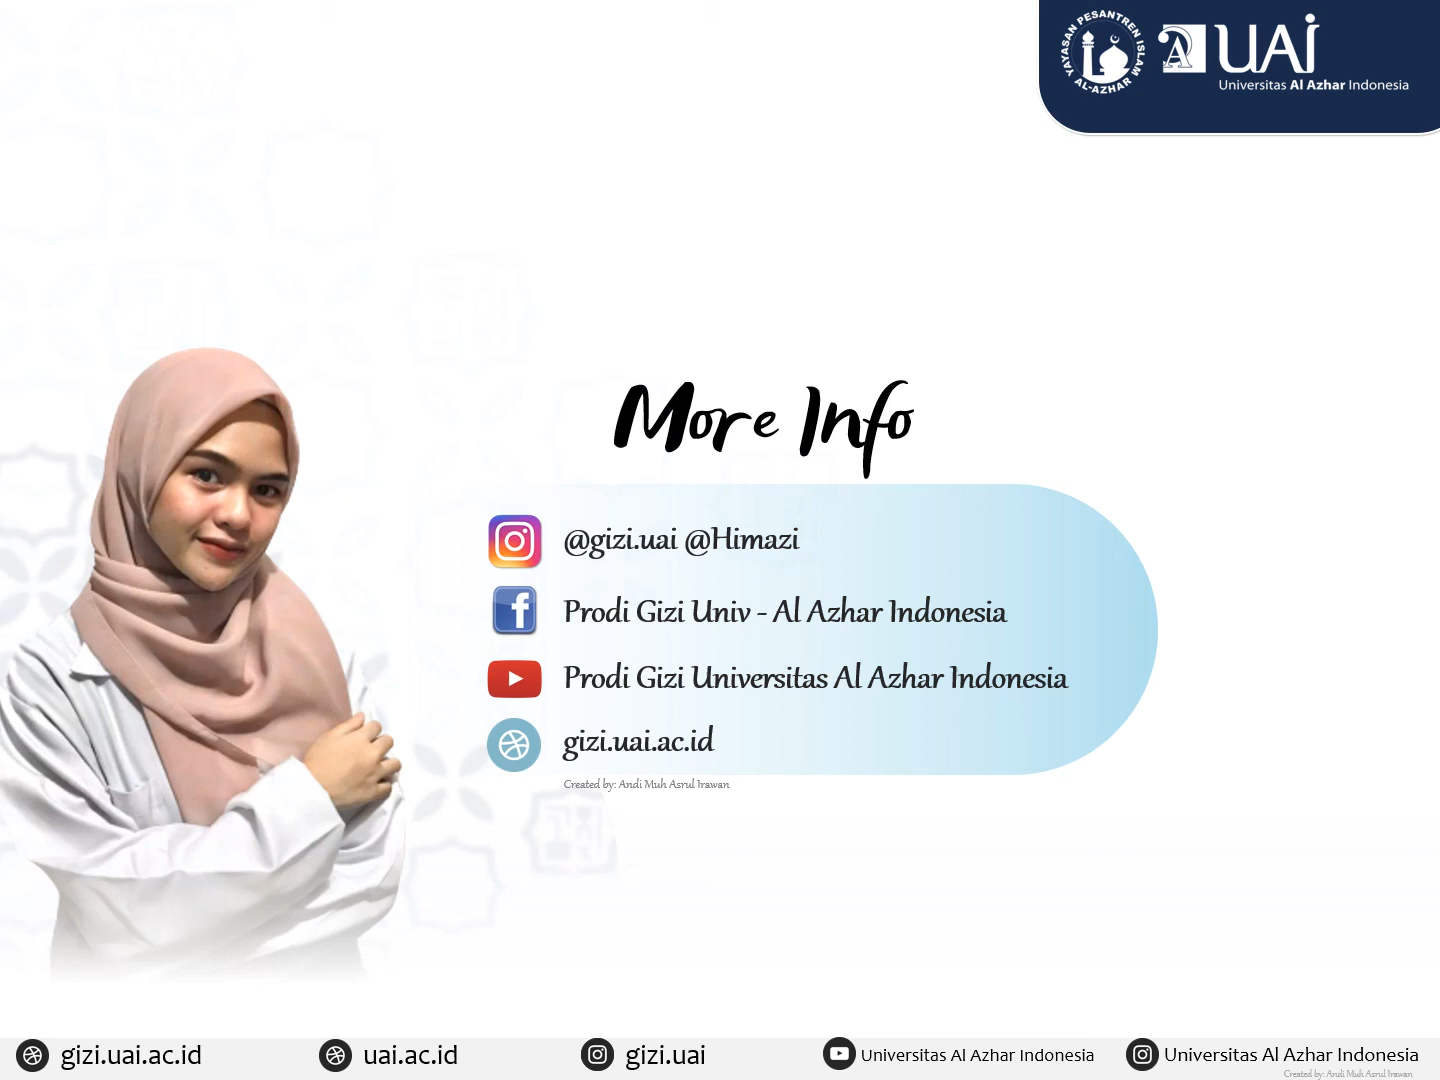 YAYASAN PESANTREN ISLAM
AL-AZHAR
A UAI
Universitas Al Azhar Indonesia
More Info
@gizi.uai @Himazi
Prodi Gizi Univ - Al Azhar Indonesia
Prodi Gizi Universitas Al Azhar Indonesia
gizi.uai.ac.id
Created by: Andi Muh Asrul Irawan
gizi.uai.ac.id
uai.ac.id
gizi.uai
Universitas Al Azhar Indonesia
Universitas Al Azhar Indonesia
Created by: Andi Muh Asrul Irawan